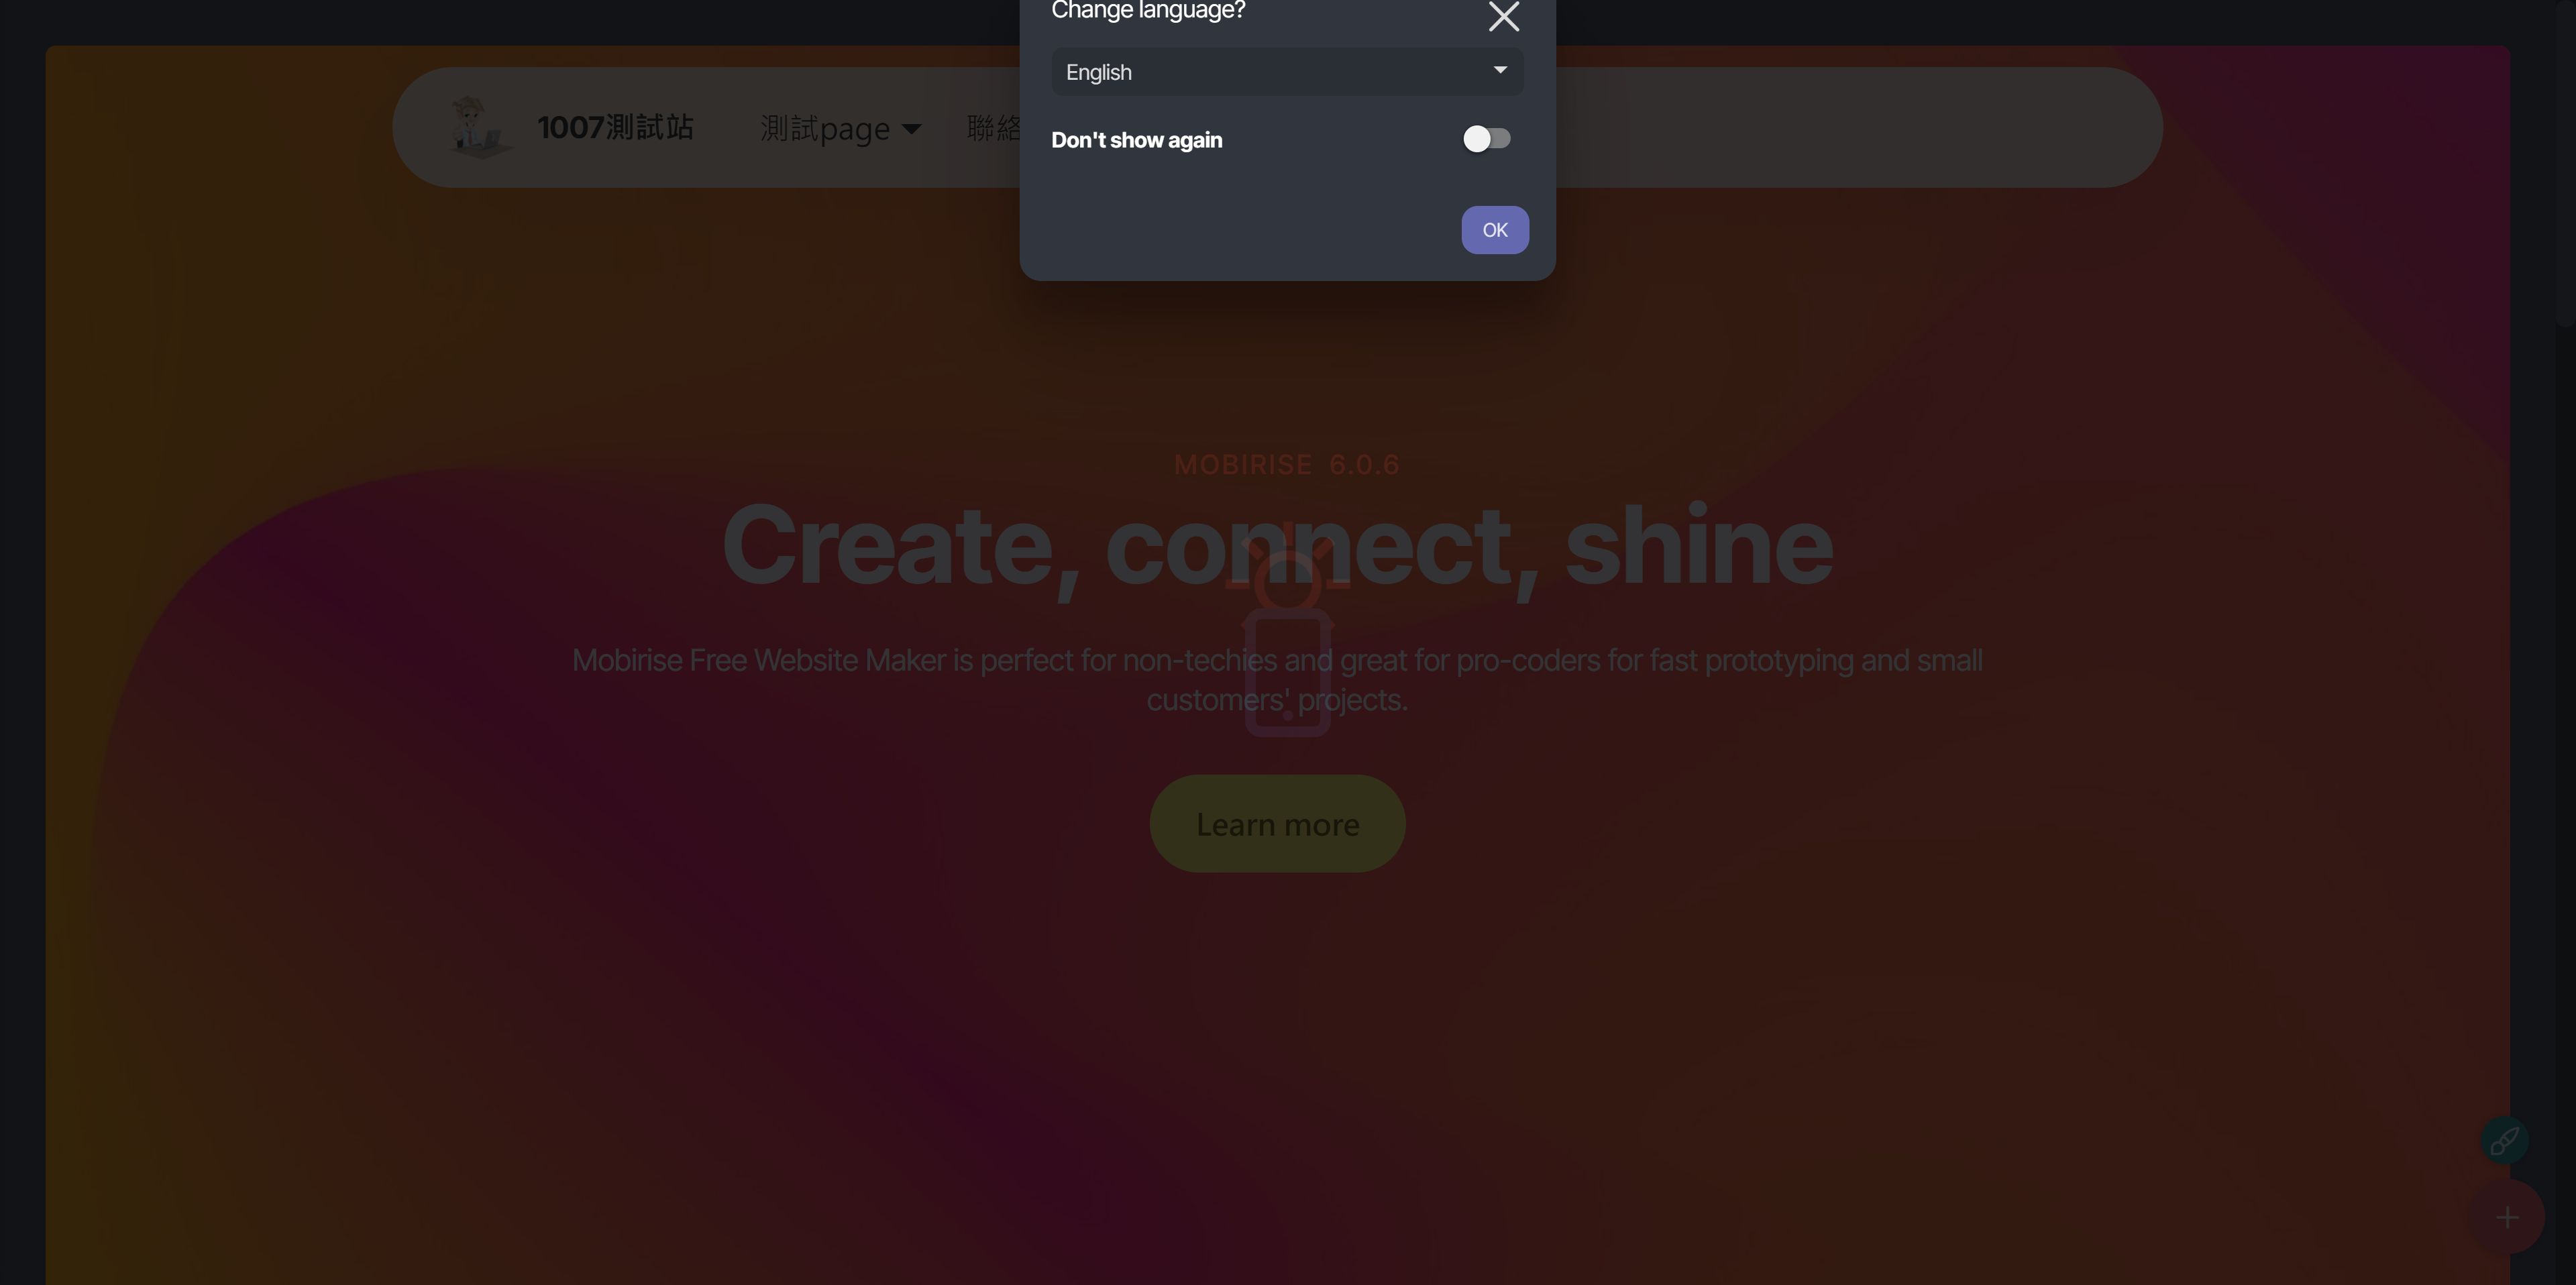 Change language?
English
Don't show again
OK
1007測試站 測試page 聯絡
MOBIRISE 6.0.6
Create, connect, shine
Mobirise Free Website Maker is perfect for non-techies and great for pro-coders for fast prototyping and small
customers' projects.
Learn more